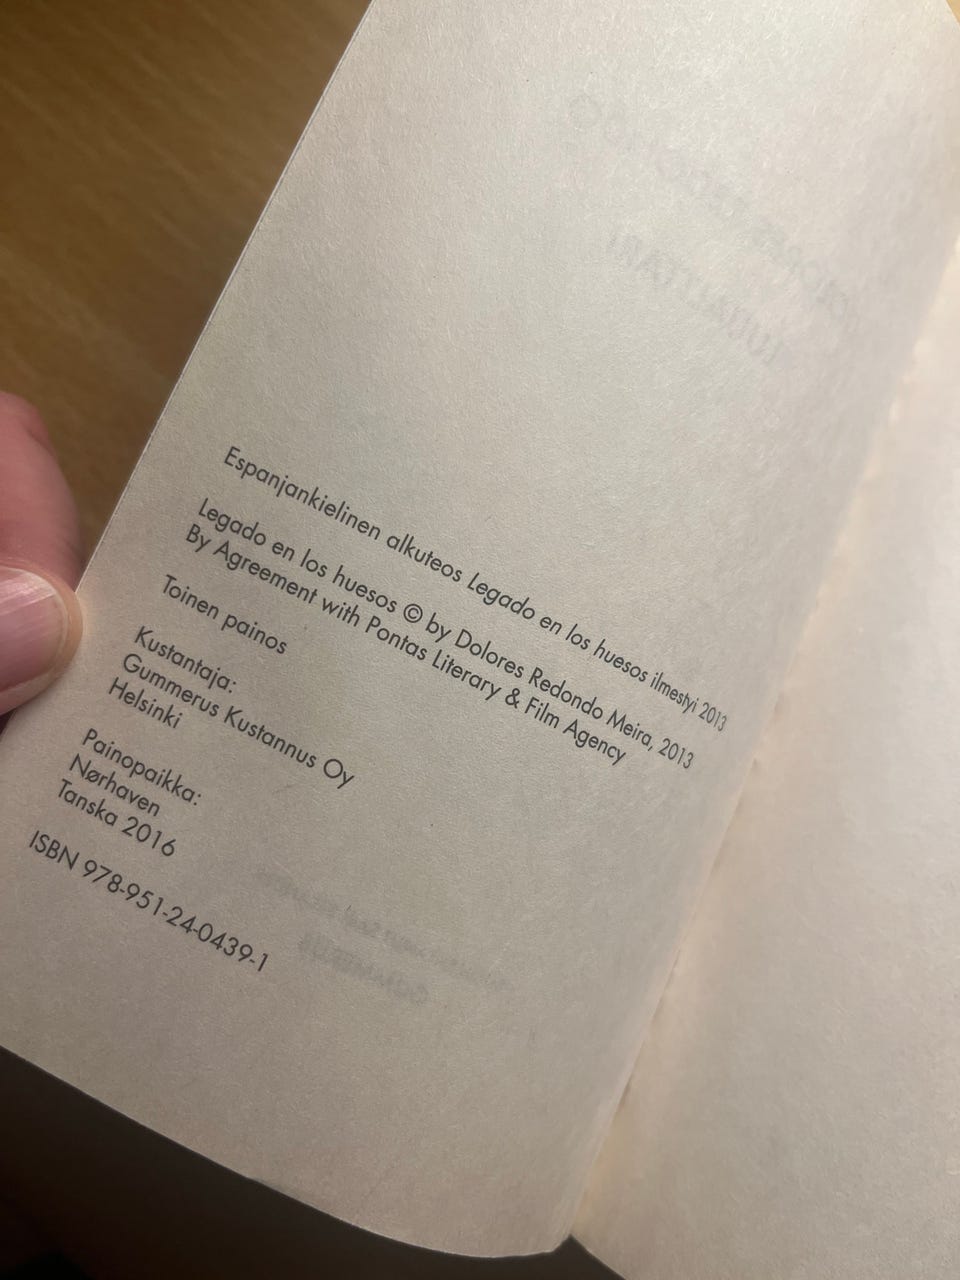 Espanjankielinen alkuteos Legado en los huesos ilmestyi 2013
Legado en los huesos © by Dolores Redondo Meira, 2013
By Agreement with Pontas Literary & Film Agency
Toinen painos
Kustantaja:
Gummerus Kustannus Oy
Helsinki
Painopaikka:
Nørhaven
Tanska 2016
ISBN 978-951-24-0439-1